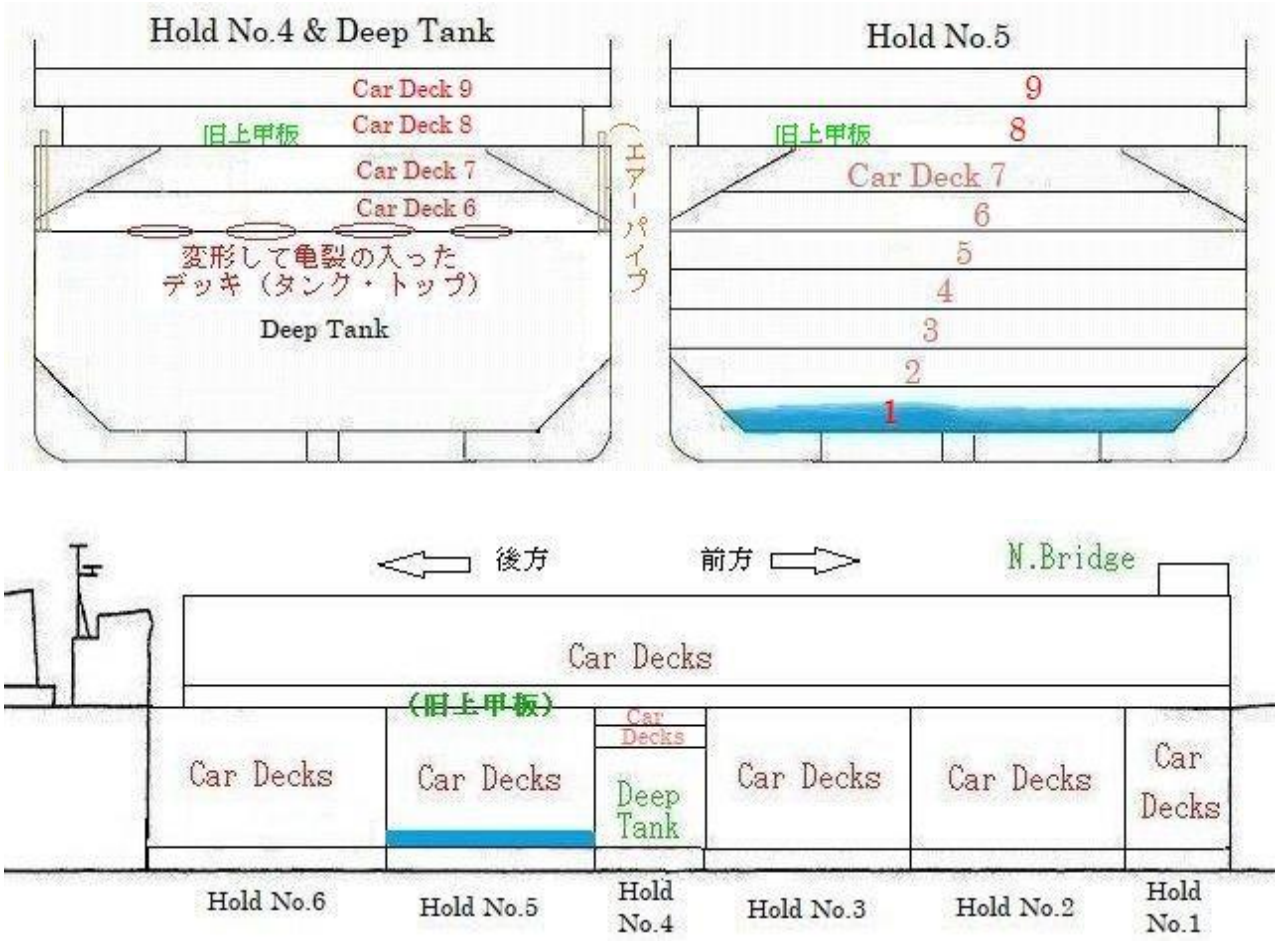 Hold No.4 & Deep Tank
Car Deck 9
旧上甲板
Car Deck 8
Car Deck 7
Car Deck 6
変形して亀裂の入った
デッキ（タンク・トップ）
Deep Tank
エアーパイプ
Hold No.5
9
旧上甲板
8
Car Deck 7
6
5
4
3
2
1
後方
前方
N.Bridge
Car Decks
(旧上甲板)
Car Decks
Car Decks
Car
Decks
Deep
Tank
Car Decks
Car Decks
Car
Decks
Hold No.6
Hold No.5
Hold
No.4
Hold No.3
Hold No.2
Hold
No.1